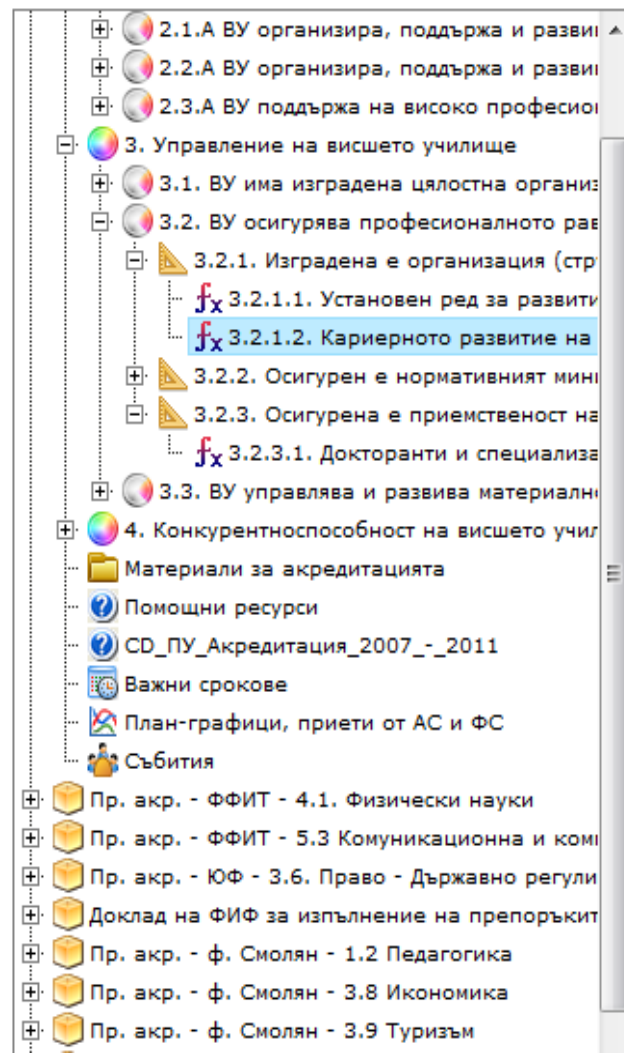 2.1.А ВУ организира, поддържа и разви
2.2.А ВУ организира, поддържа и разви
2.3.А ВУ поддържа на високо професио
3. Управление на висшето училище
3.1. ВУ има изградена цялостна организ
3.2. ВУ осигурява професионалното рав
3.2.1. Изградена е организация (стр
3.2.1.1. Установен ред за развити
3.2.1.2. Кариерното развитие на
3.2.2. Осигурен е нормативният мин
3.2.3. Осигурена е приемственост на
3.2.3.1. Докторанти и специализа
3.3. ВУ управлява и развива материалн
4. Конкурентноспособност на висшето учил
Материали за акредитацията
Помощни ресурси
CD_ПУ_Акредитация_2007_-_2011
Важни срокове
План-графици, приети от АС и ФС
Събития
Пр. акр. - ФФИТ - 4.1. Физически науки
Пр. акр. - ФФИТ - 5.3 Комуникационна и ком
Пр. акр. - ЮФ - 3.6. Право - Държавно регули
Доклад на ФИФ за изпълнение на препоръкит
Пр. акр. - ф. Смолян - 1.2 Педагогика
Пр. акр. - ф. Смолян - 3.8 Икономика
Пр. акр. - ф. Смолян - 3.9 Туризъм